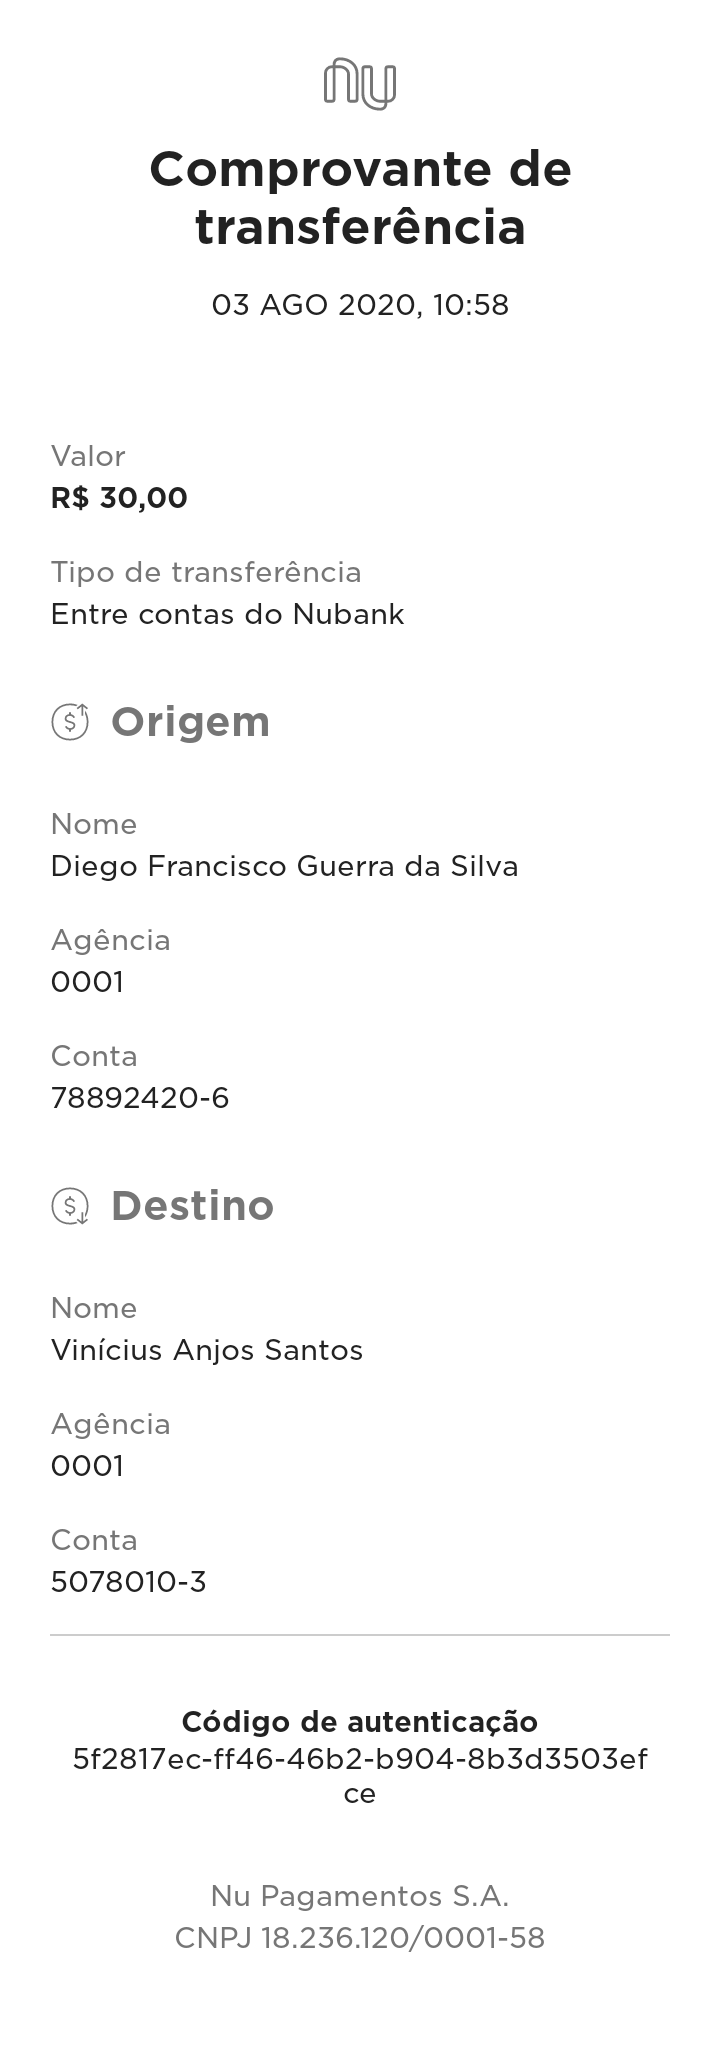 nu
Comprovante de
transferência
03 AGO 2020, 10:58
Valor
R$ 30,00
Tipo de transferência
Entre contas do Nubank
Origem
Nome
Diego Francisco Guerra da Silva
Agência
0001
Conta
78892420-6
Destino
Nome
Vinícius Anjos Santos
Agência
0001
Conta
5078010-3
Código de autenticação
5f2817ec-ff46-46b2-b904-8b3d3503ef
ce
Nu Pagamentos S.A.
CNPJ 18.236.120/0001-58